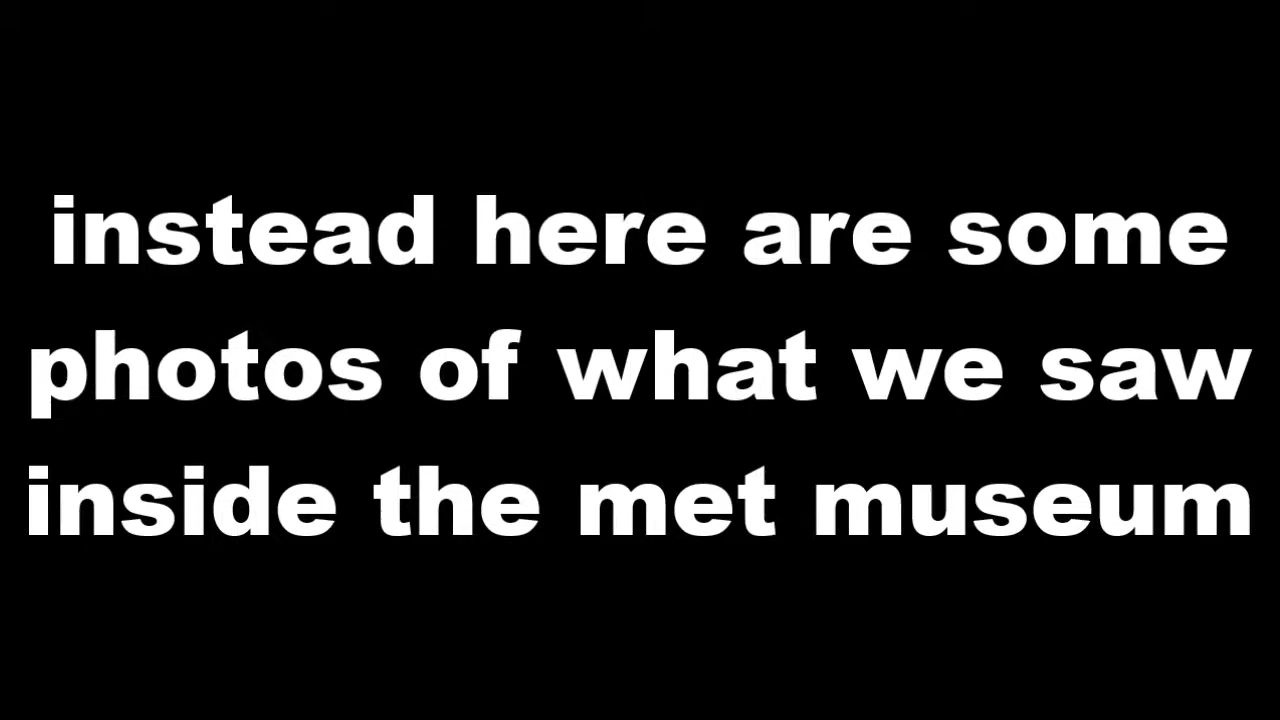 instead here are some
photos of what we saw
inside the met museum